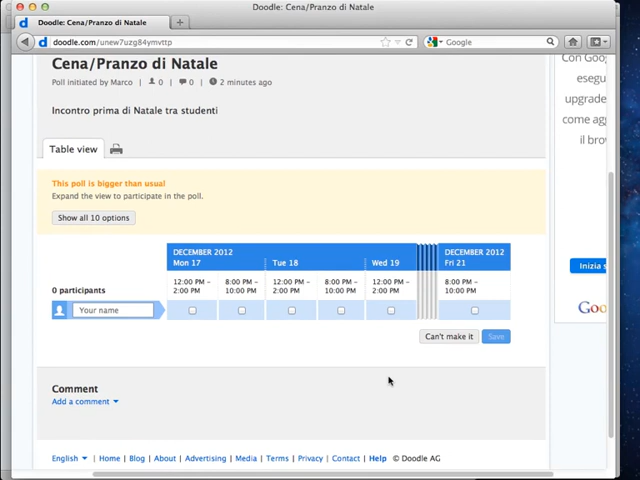 Doodle: Cena/Pranzo di Natale
Doodle: Cena/Pranzo di Natale
doodle.com/unew7uzg84ymvttp
Google
Cena/Pranzo di Natale
Poll initiated by Marco 0 0 2 minutes ago
Incontro prima di Natale tra studenti
Table view
This poll is bigger than usual
Expand the view to participate in the poll.
Show all 10 options
DECEMBER 2012 DECEMBER 2012
Mon 17 Tue 18 Wed 19 Fri 21
12:00 PM – 8:00 PM – 12:00 PM – 8:00 PM – 12:00 PM – 8:00 PM –
2:00 PM 10:00 PM 2:00 PM 10:00 PM 2:00 PM 10:00 PM
0 participants
Your name
Can't make it Save
Comment
Add a comment
English Home Blog About Advertising Media Terms Privacy Contact Help © Doodle AG
Con Goog
esegu
upgrade
come agg
il brow
Inizia s
Goo